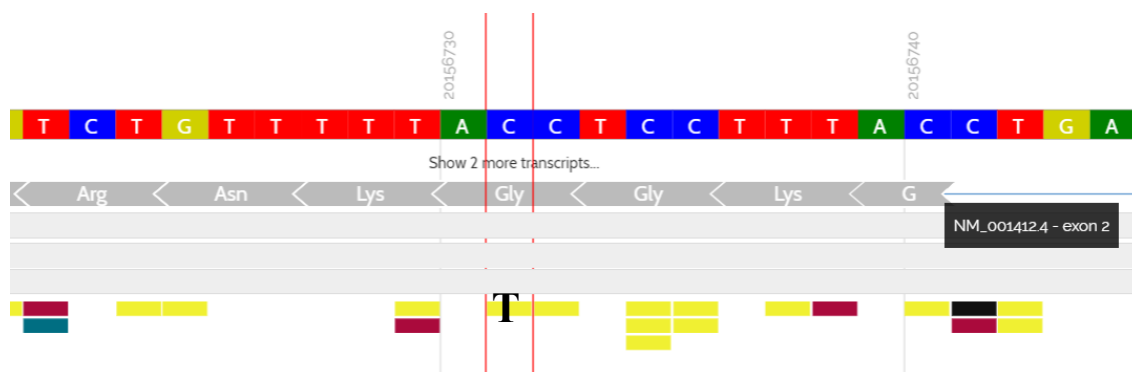 20156730 20156740
T C T G T T T T T A C C T C C T T T A C C T G A
Show 2 more transcripts...
Arg Asn Lys Gly Gly Lys G
NM_001412.4 - exon 2
T